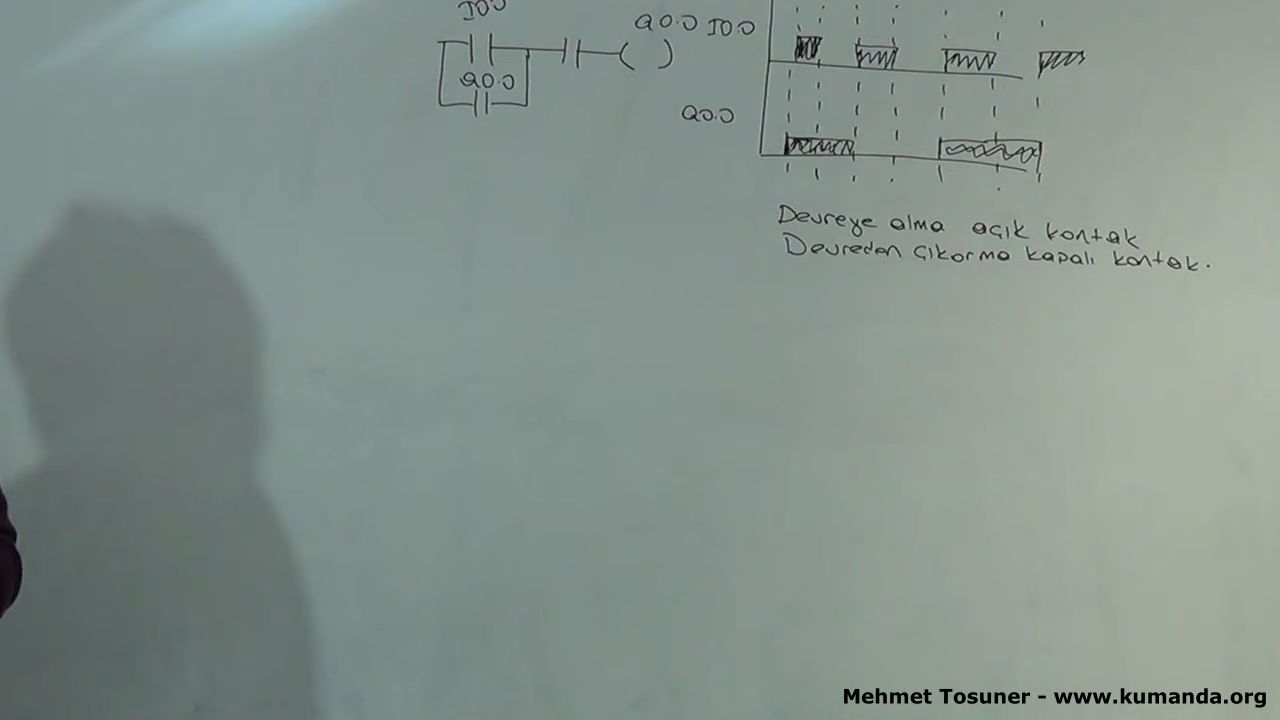 I0.0
Q0.0 I0.0
Q0.0
Q0.0
Devreye alma açık kontak
Devreden çıkarma kapalı kontak.
Mehmet Tosuner - www.kumanda.org